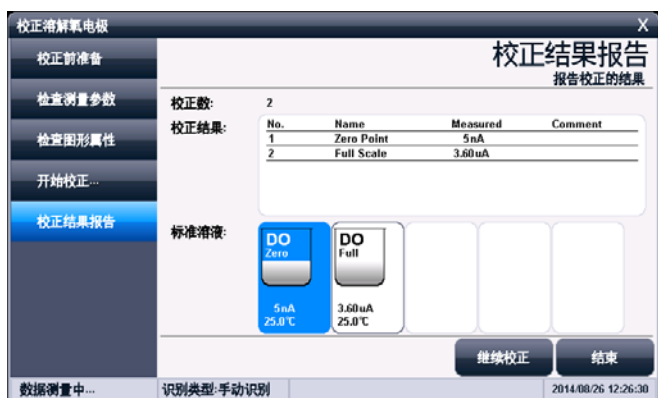 校正溶解氧电极 X
校正前准备
检查测量参数
检查图形属性
开始校正...
校正结果报告
校正结果报告
报告校正的结果
校正数: 2
校正结果:
No. Name Measured Comment
1 Zero Point 5nA
2 Full Scale 3.60uA
标准溶液:
DO
Zero
5nA
25.0℃
DO
Full
3.60uA
25.0℃
继续校正 结束
数据测量中... 识别类型:手动识别 2014/08/26 12:26:30